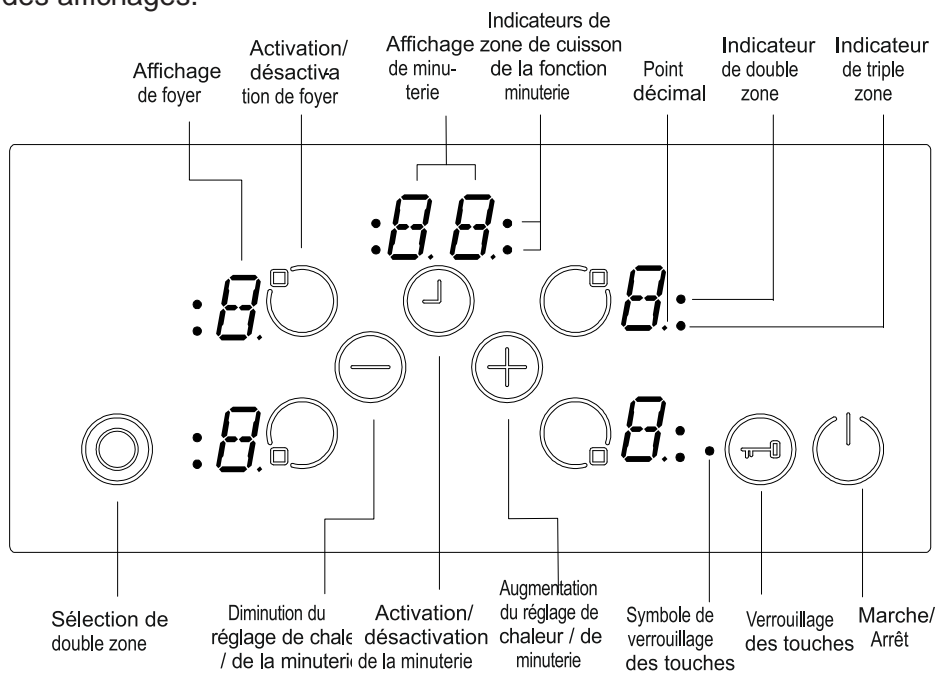 des affichages.
Affichage
de foyer
Activation/
désactiva
tion de foyer
Affichage
de minu-
terie
Indicateurs de
zone de cuisson
de la fonction
minuterie
Point
décimal
Indicateur
de double
zone
Indicateur
de triple
zone
Sélection de
double zone
Diminution du
réglage de chale
/ de la minuteri
Activation/
désactivation
de la minuterie
Augmentation
du réglage de
chaleur / de
minuterie
Symbole de
verrouillage
des touches
Verrouillage
des touches
Marche/
Arrêt